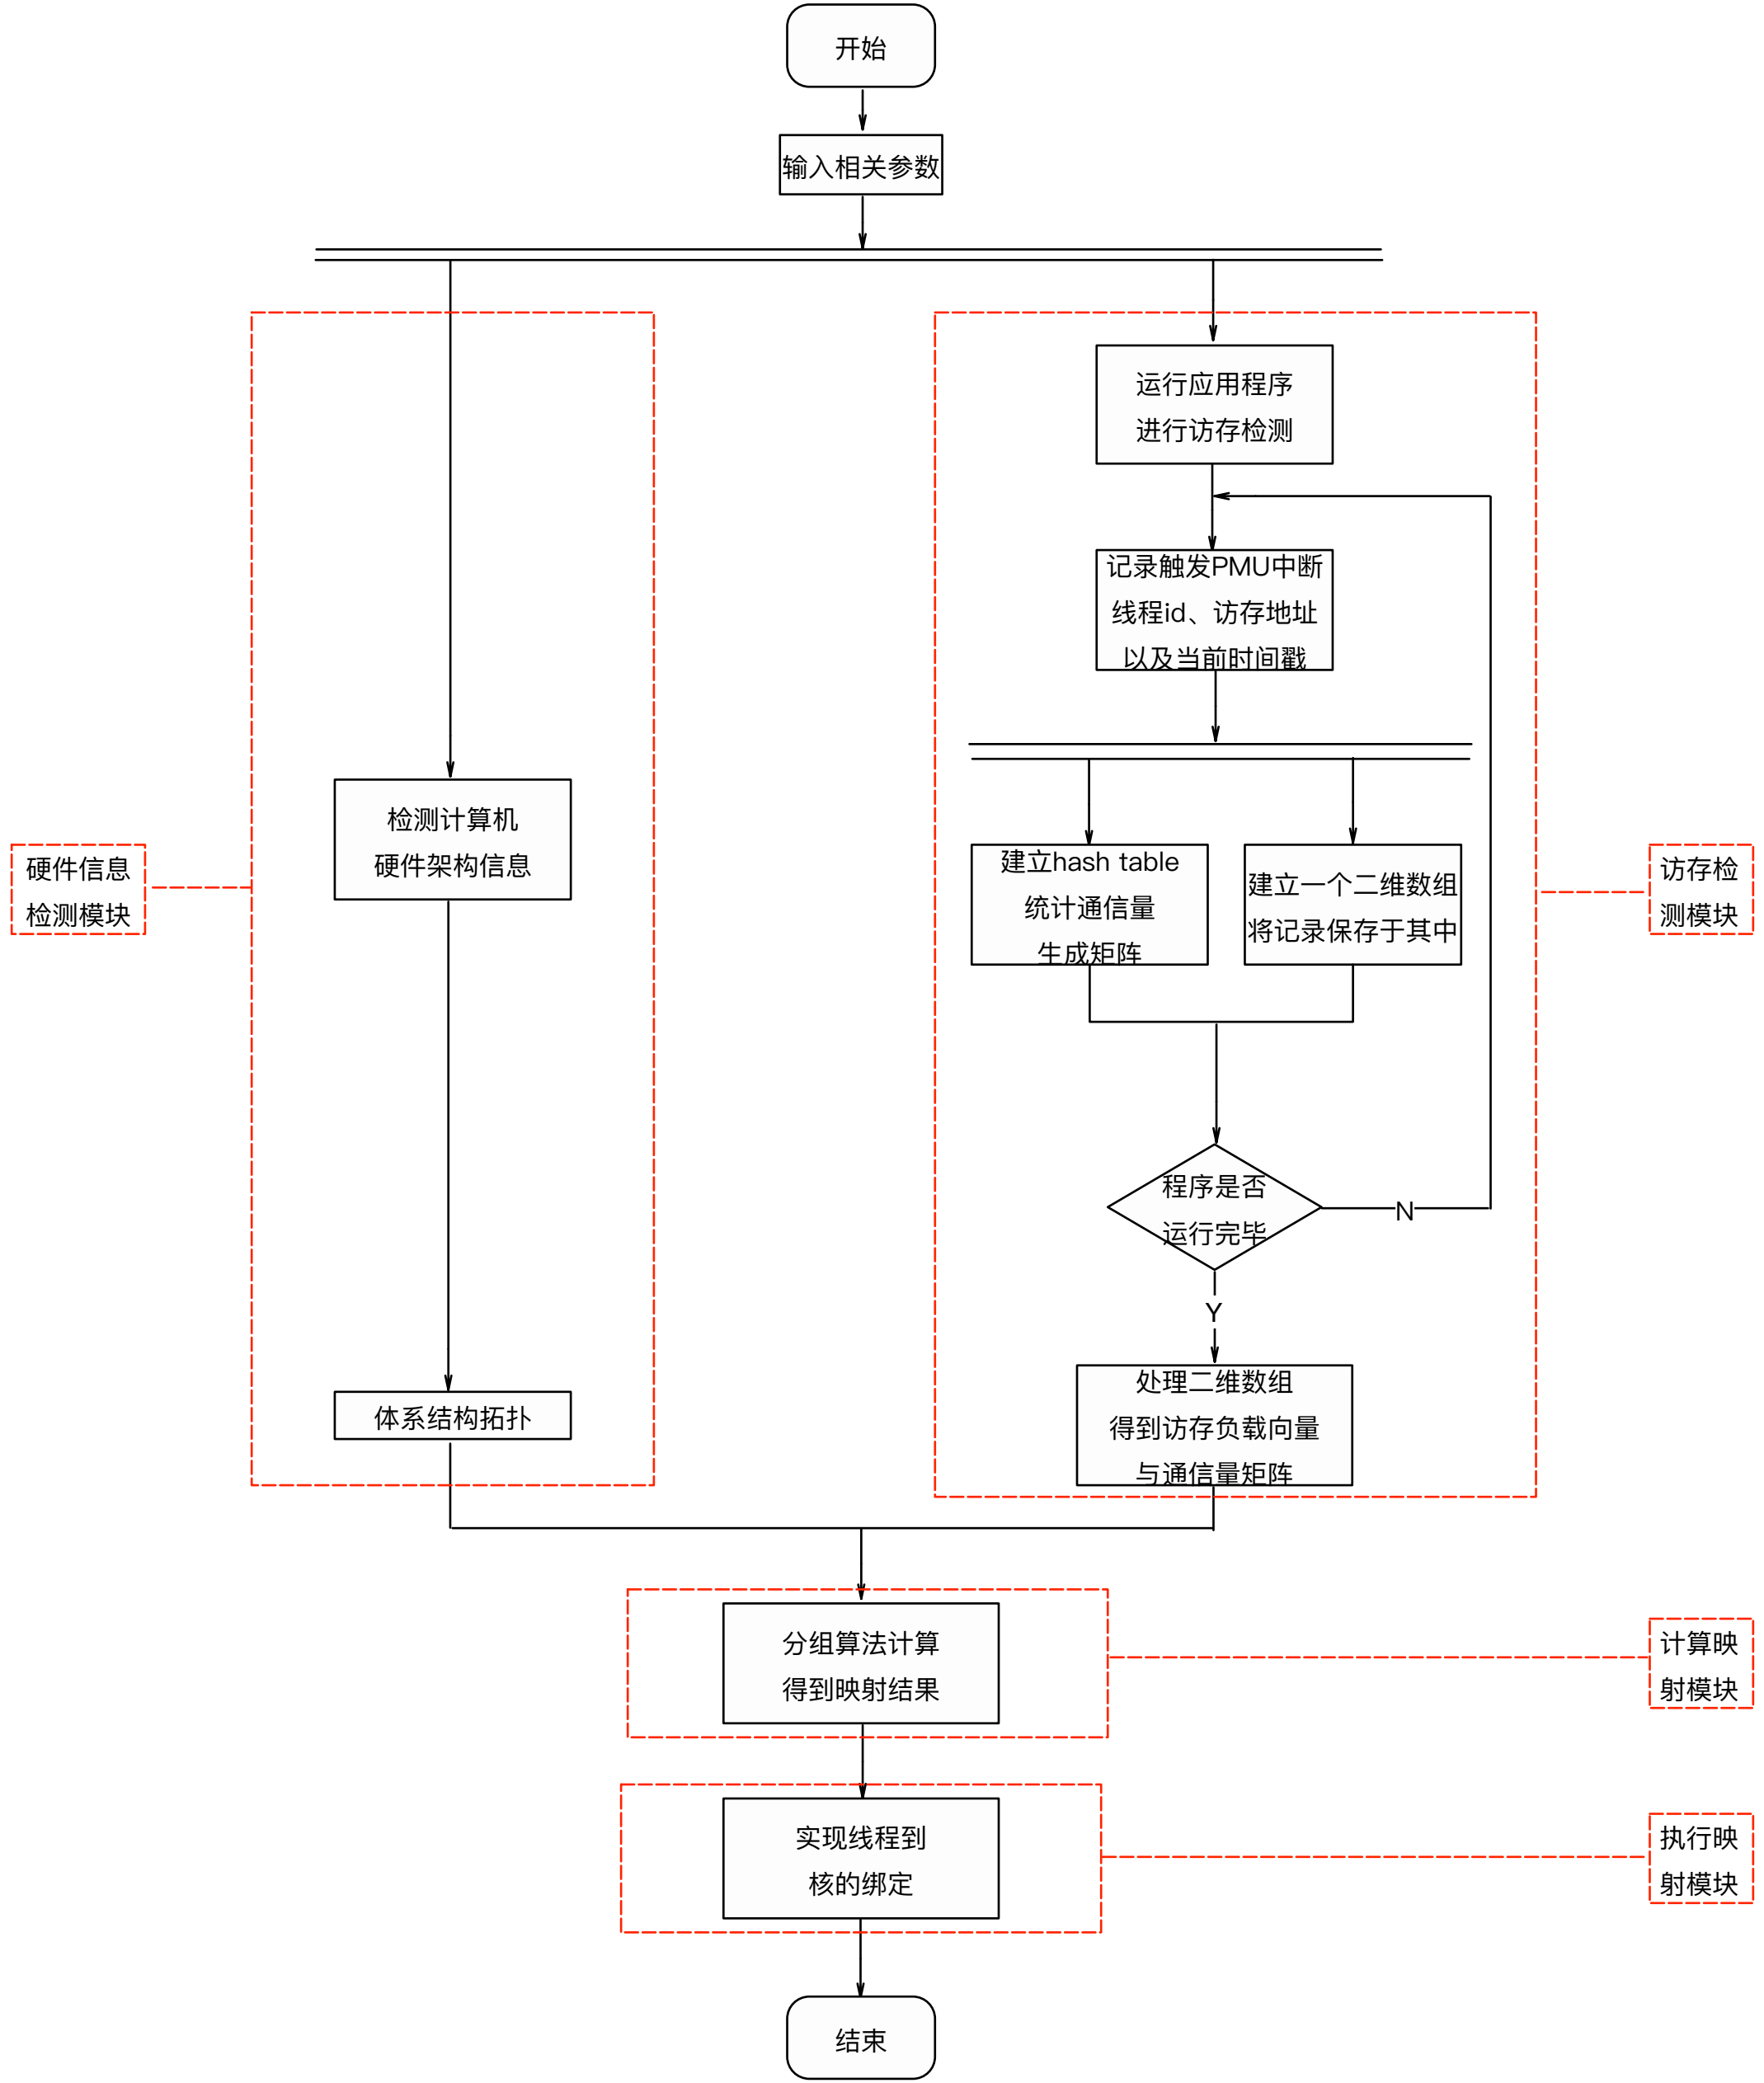 开始
输入相关参数
运行应用程序
进行访存检测
记录触发PMU中断
线程id、访存地址
以及当前时间戳
检测计算机
硬件架构信息
硬件信息
检测模块
建立hash table
统计通信量
生成矩阵
建立一个二维数组
将记录保存于其中
访存检
测模块
程序是否
运行完毕
N
Y
处理二维数组
得到访存负载向量
与通信量矩阵
体系结构拓扑
分组算法计算
得到映射结果
计算映
射模块
实现线程到
核的绑定
执行映
射模块
结束